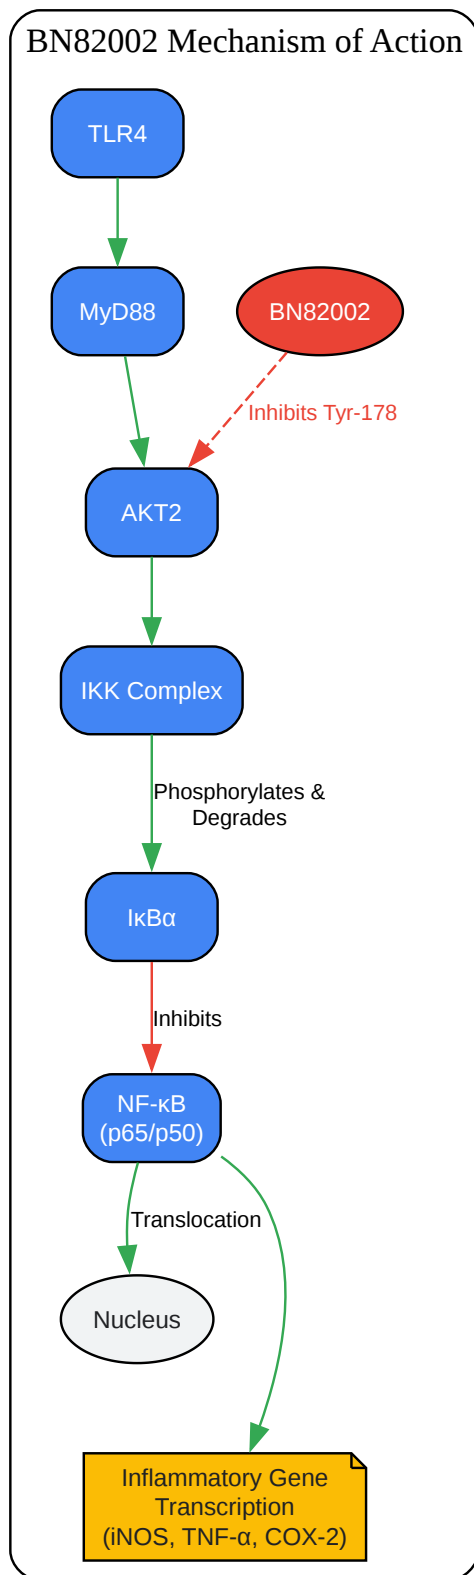 BN82002 Mechanism of Action
TLR4
MyD88
BN82002
Inhibits Tyr-178
AKT2
IKK Complex
Phosphorylates &
Degrades
IκBα
Inhibits
NF-κB
(p65/p50)
Translocation
Nucleus
Inflammatory Gene
Transcription
(iNOS, TNF-α, COX-2)